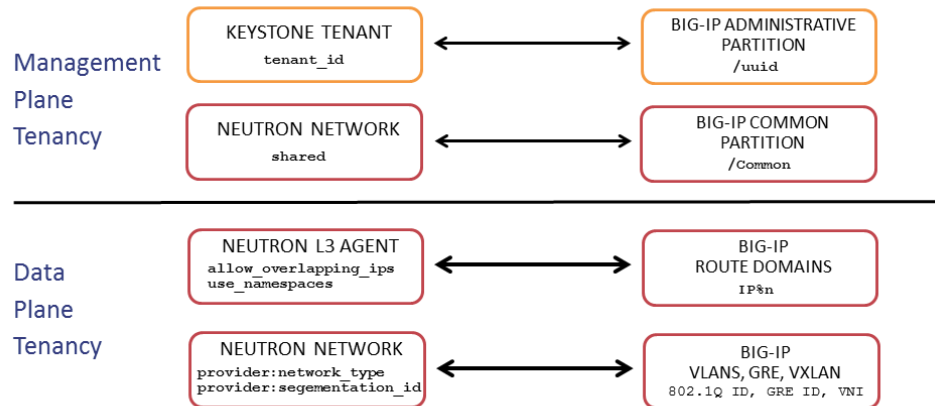 Management
Plane
Tenancy
KEYSTONE TENANT
tenant_id
BIG-IP ADMINISTRATIVE
PARTITION
/uuid
NEUTRON NETWORK
shared
BIG-IP COMMON
PARTITION
/Common
Data
Plane
Tenancy
NEUTRON L3 AGENT
allow_overlapping_ips
use_namespaces
BIG-IP
ROUTE DOMAINS
IP%n
NEUTRON NETWORK
provider:network_type
provider:segementation_id
BIG-IP
VLANS, GRE, VXLAN
802.1Q ID, GRE ID, VNI